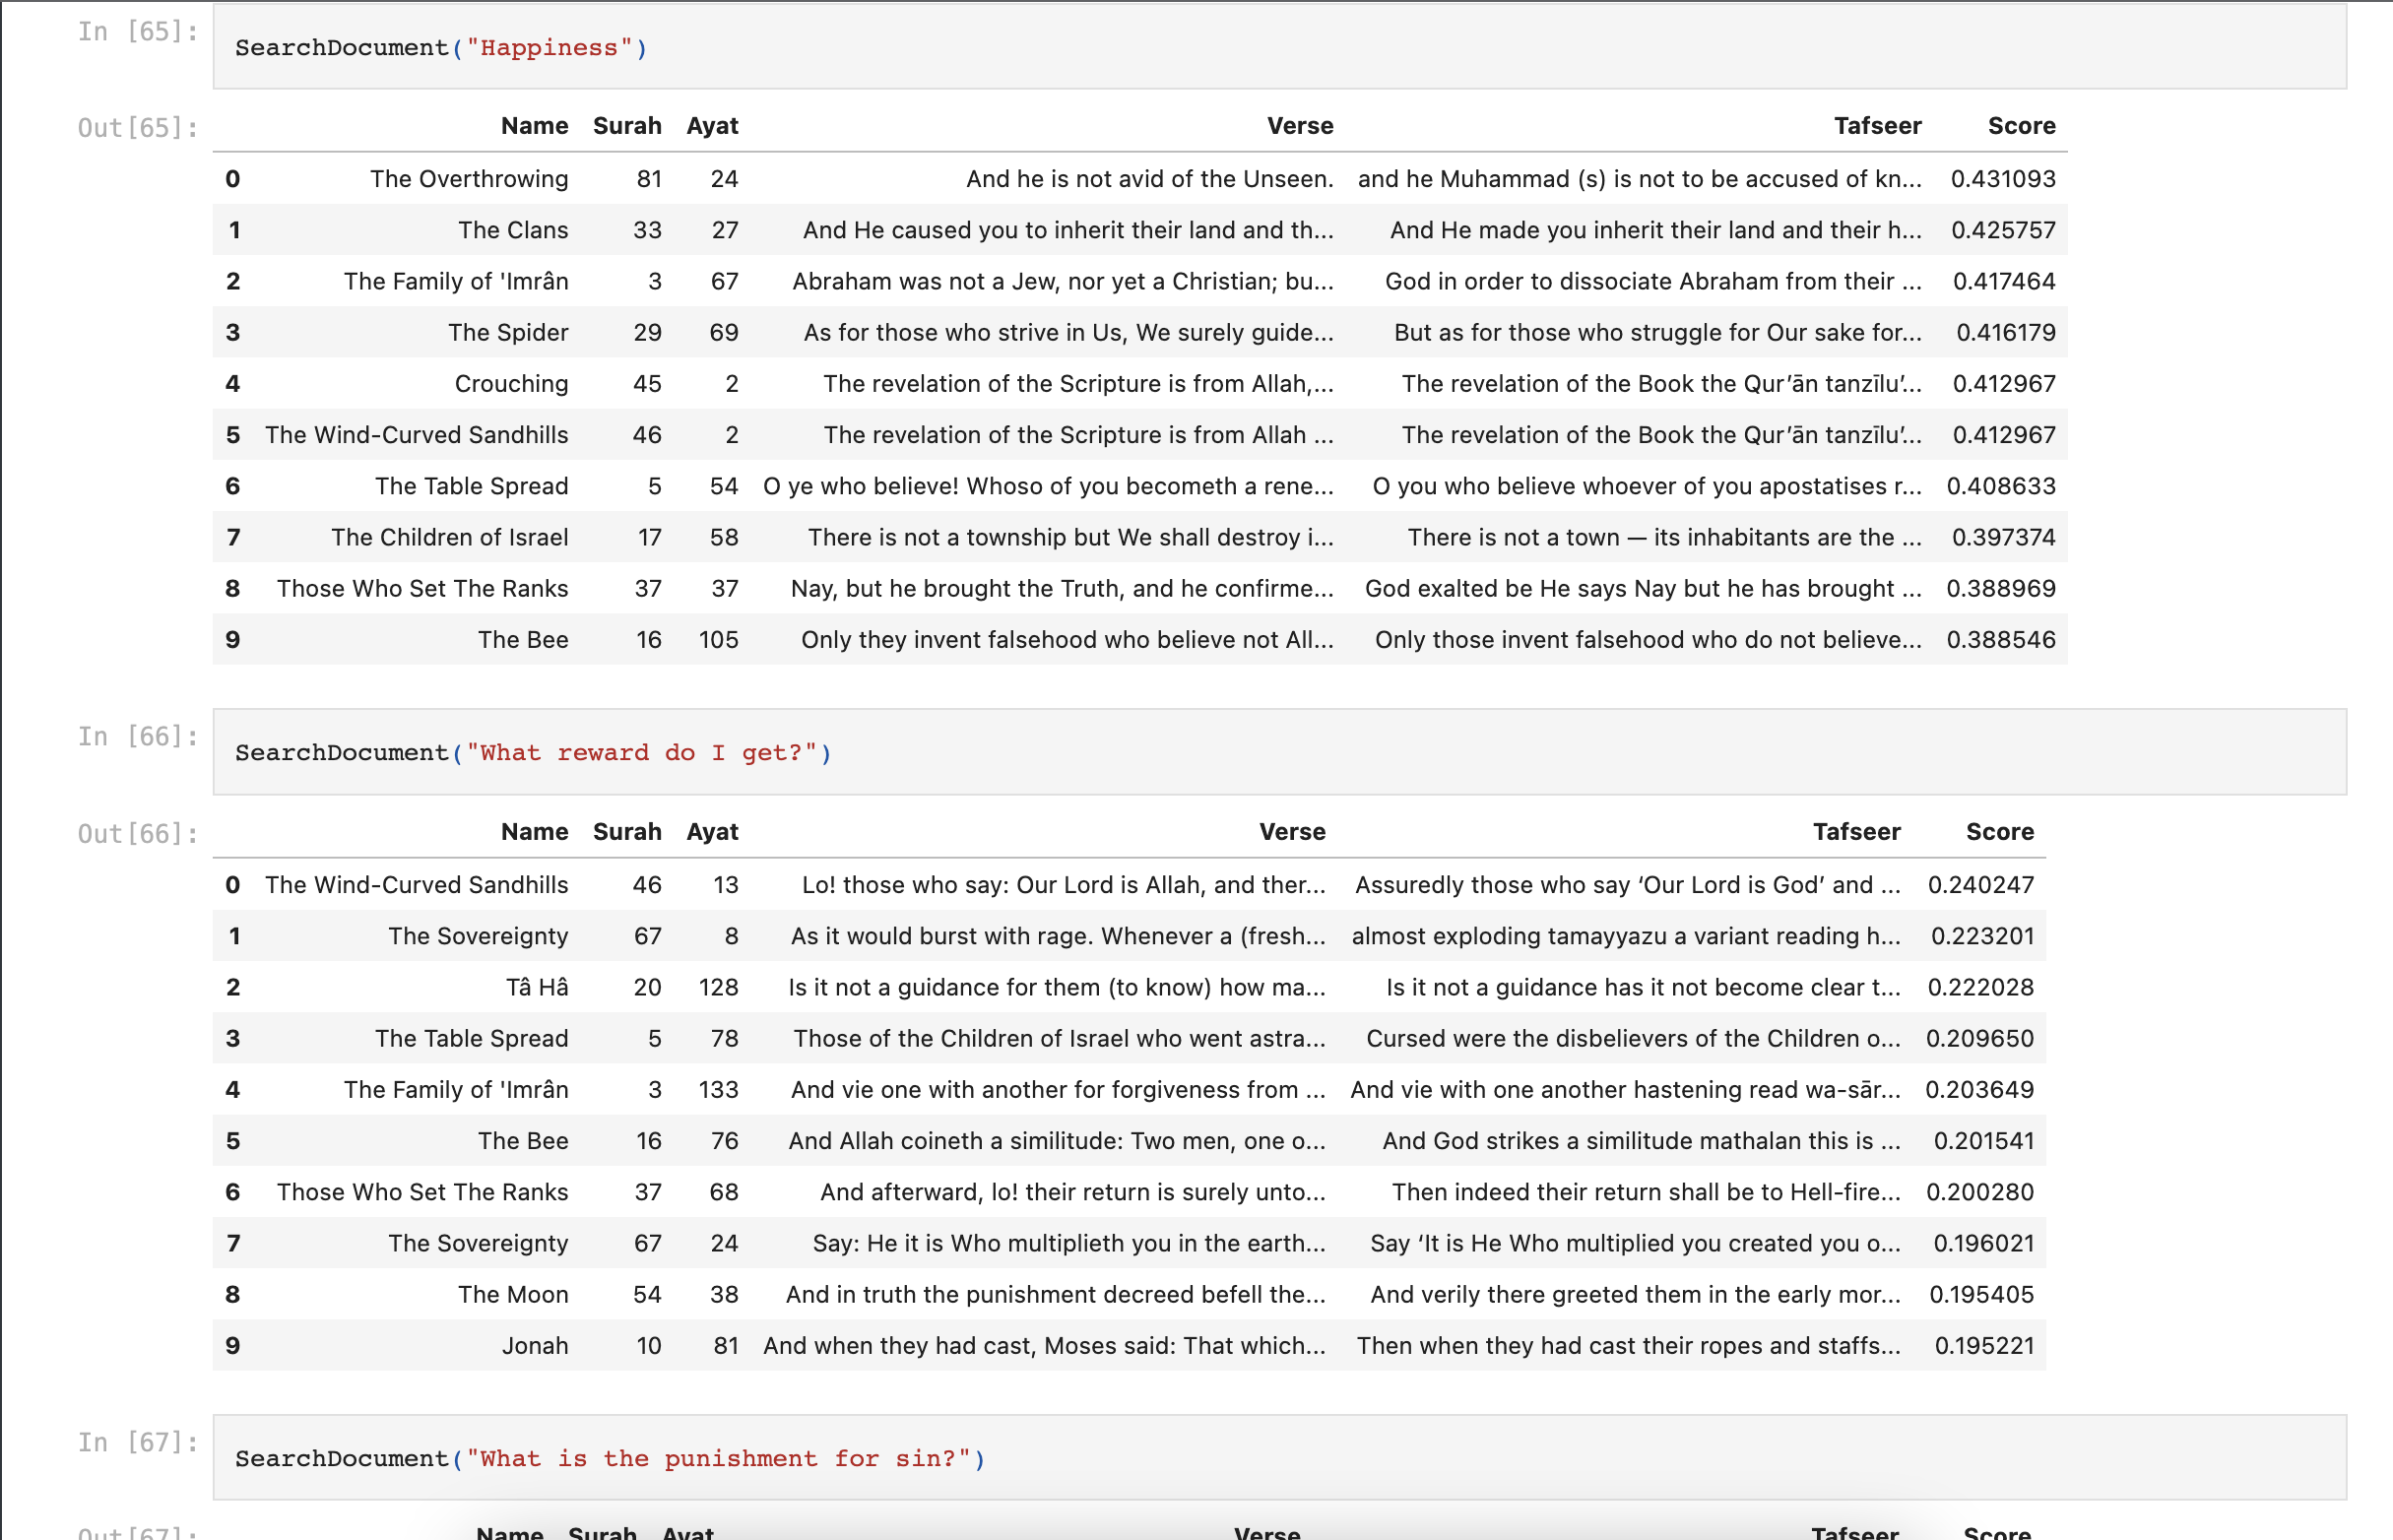 In [65]: SearchDocument("Happiness")
Out[65]: Name Surah Ayat Verse Tafseer Score
0 The Overthrowing 81 24 And he is not avid of the Unseen. and he Muhammad (s) is not to be accused of kn... 0.431093
1 The Clans 33 27 And He caused you to inherit their land and th... And He made you inherit their land and their h... 0.425757
2 The Family of 'Imrân 3 67 Abraham was not a Jew, nor yet a Christian; bu... God in order to dissociate Abraham from their ... 0.417464
3 The Spider 29 69 As for those who strive in Us, We surely guide... But as for those who struggle for Our sake for... 0.416179
4 Crouching 45 2 The revelation of the Scripture is from Allah,... The revelation of the Book the Qur’ān tanzīlu’... 0.412967
5 The Wind-Curved Sandhills 46 2 The revelation of the Scripture is from Allah ... The revelation of the Book the Qur’ān tanzīlu’... 0.412967
6 The Table Spread 5 54 O ye who believe! Whoso of you becometh a rene... O you who believe whoever of you apostatises r... 0.408633
7 The Children of Israel 17 58 There is not a township but We shall destroy i... There is not a town — its inhabitants are the ... 0.397374
8 Those Who Set The Ranks 37 37 Nay, but he brought the Truth, and he confirme... God exalted be He says Nay but he has brought ... 0.388969
9 The Bee 16 105 Only they invent falsehood who believe not All... Only those invent falsehood who do not believe... 0.388546
In [66]: SearchDocument("What reward do I get?")
Out[66]: Name Surah Ayat Verse Tafseer Score
0 The Wind-Curved Sandhills 46 13 Lo! those who say: Our Lord is Allah, and ther... Assuredly those who say ‘Our Lord is God’ and ... 0.240247
1 The Sovereignty 67 8 As it would burst with rage. Whenever a (fresh... almost exploding tamayyazu a variant reading h... 0.223201
2 Tâ Hâ 20 128 Is it not a guidance for them (to know) how ma... Is it not a guidance has it not become clear t... 0.222028
3 The Table Spread 5 78 Those of the Children of Israel who went astra... Cursed were the disbelievers of the Children o... 0.209650
4 The Family of 'Imrân 3 133 And vie one with another for forgiveness from ... And vie with one another hastening read wa-sār... 0.203649
5 The Bee 16 76 And Allah coineth a similitude: Two men, one o... And God strikes a similitude mathalan this is ... 0.201541
6 Those Who Set The Ranks 37 68 And afterward, lo! their return is surely unto... Then indeed their return shall be to Hell-fire... 0.200280
7 The Sovereignty 67 24 Say: He it is Who multiplieth you in the earth... Say ‘It is He Who multiplied you created you o... 0.196021
8 The Moon 54 38 And in truth the punishment decreed befell the... And verily there greeted them in the early mor... 0.195405
9 Jonah 10 81 And when they had cast, Moses said: That which... Then when they had cast their ropes and staffs... 0.195221
In [67]: SearchDocument("What is the punishment for sin?")
Out[67]: Name Surah Ayat Verse Tafseer Score